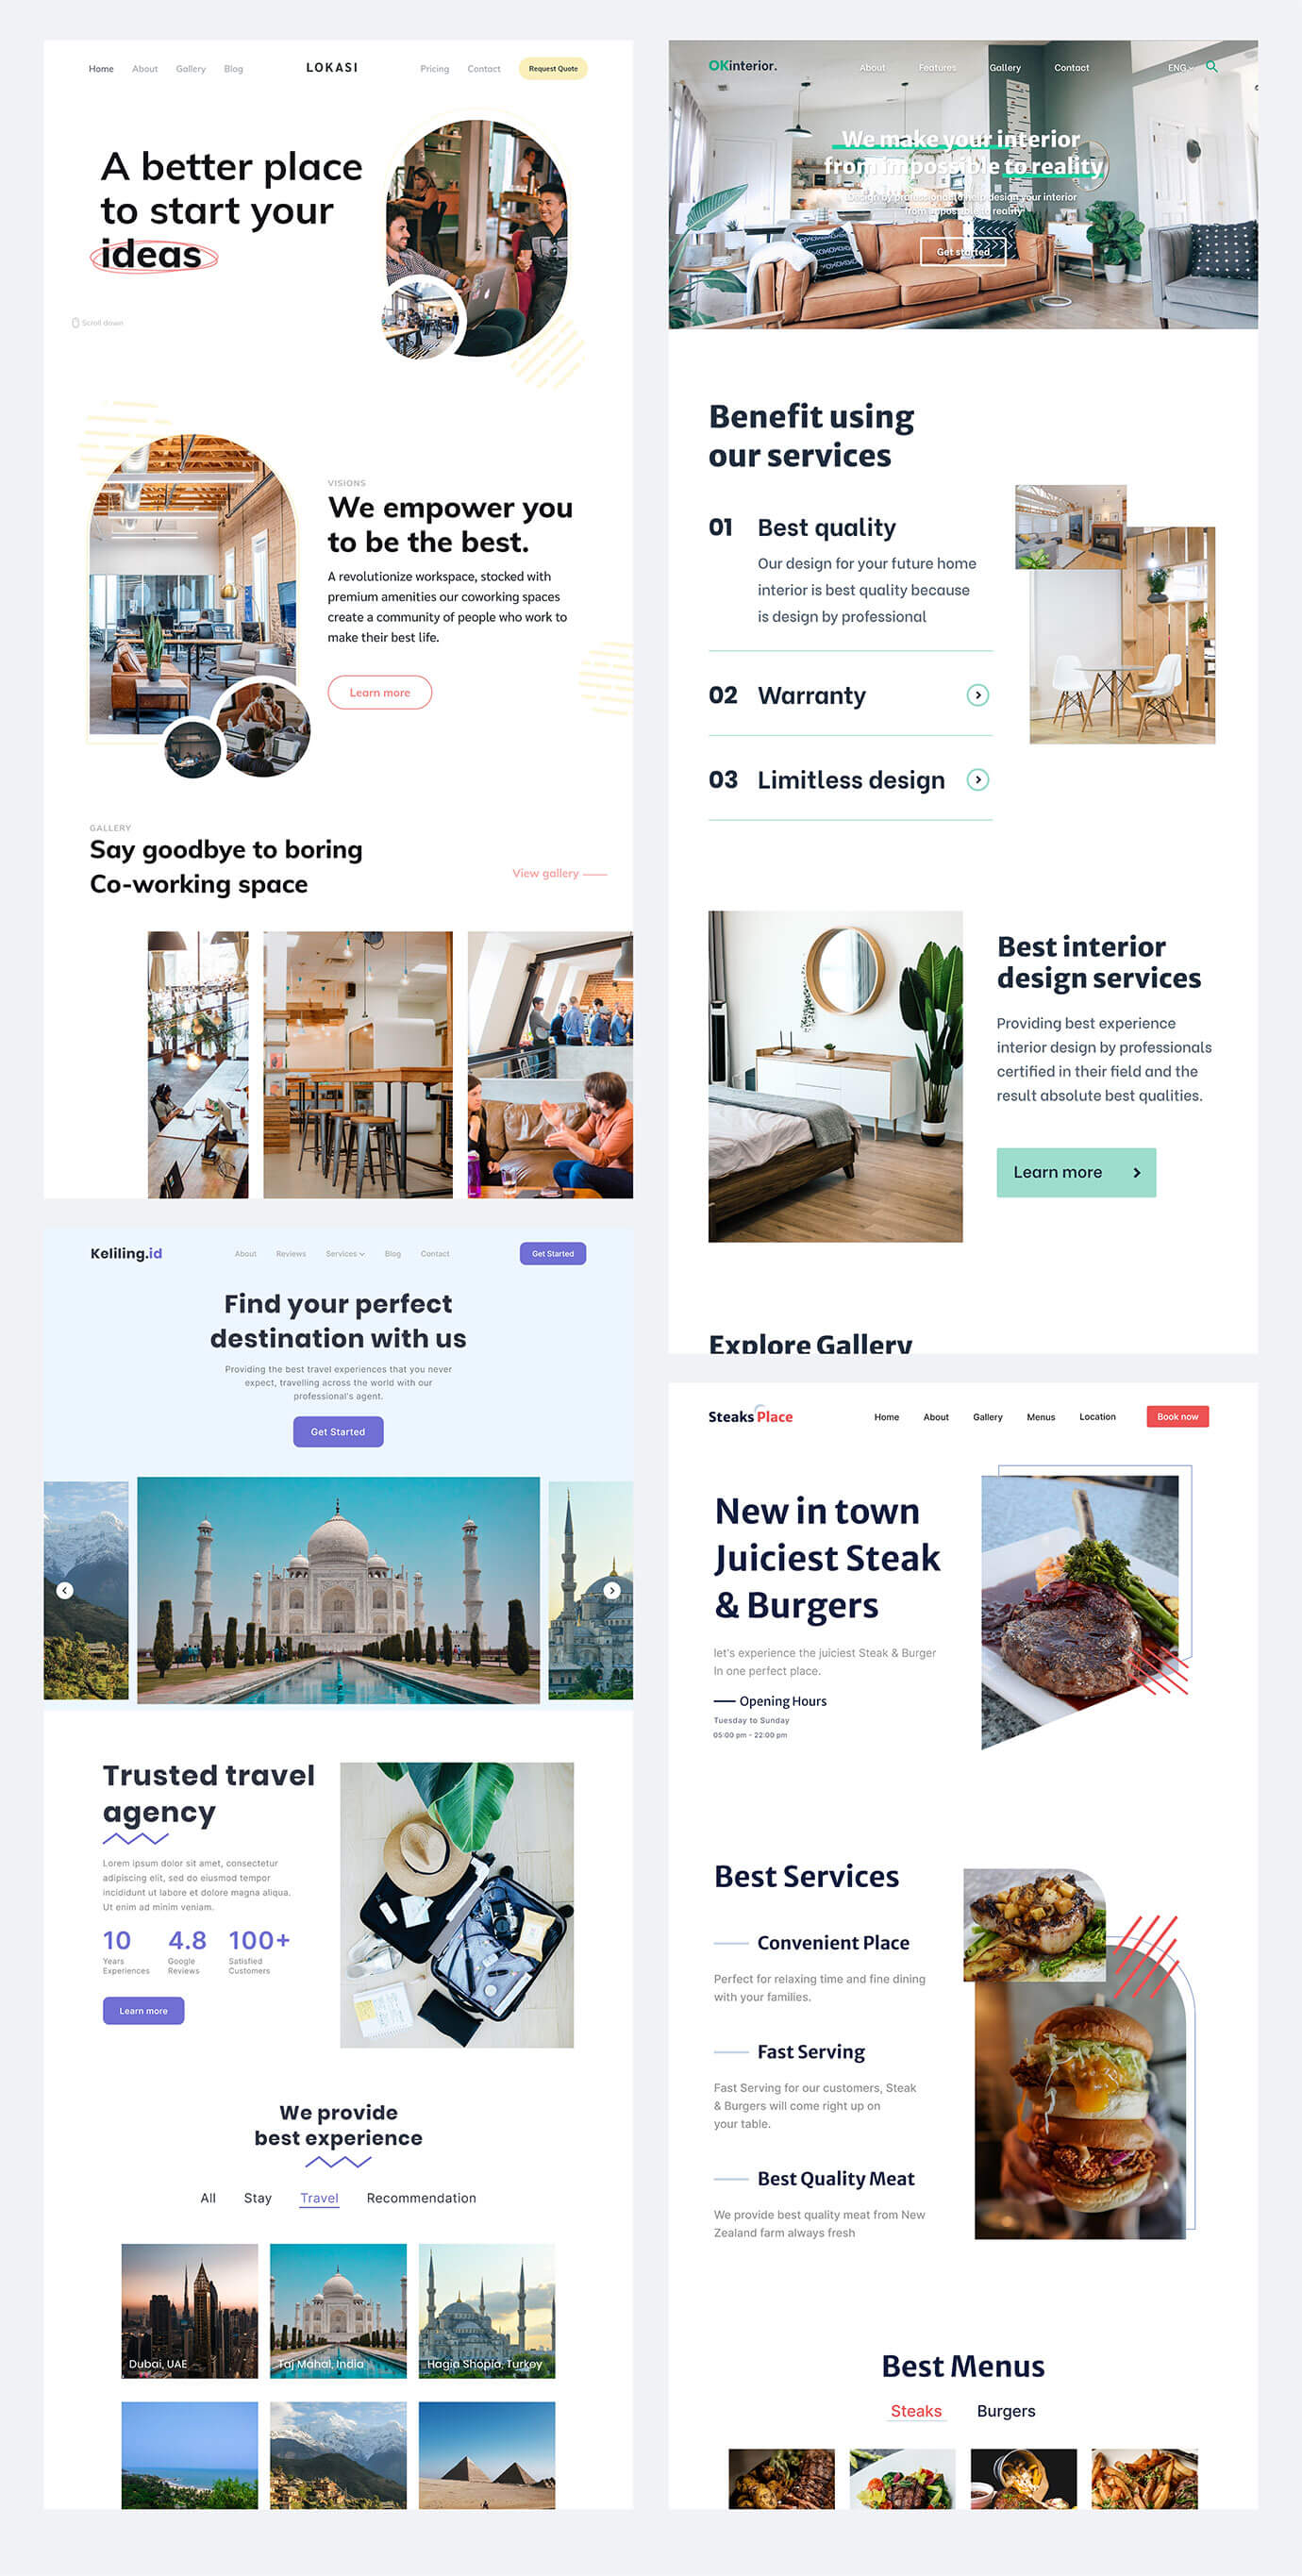 Home About Gallery Blog LOKASI Pricing Contact Request Quote
A better place
to start your
ideas
Scroll down
VISIONS
We empower you
to be the best.
A revolutionize workspace, stocked with
premium amenities our coworking spaces
create a community of people who work to
make their best life.
Learn more
GALLERY
Say goodbye to boring
Co-working space
View gallery
Keliling.id About Reviews Services Blog Contact Get Started
Find your perfect
destination with us
Providing the best travel experiences that you never
expect, travelling across the world with our
professional's agent.
Get Started
Trusted travel
agency
Lorem ipsum dolor sit amet, consectetur
adipiscing elit, sed do eiusmod tempor
incididunt ut labore et dolore magna aliqua.
Ut enim ad minim veniam.
10 4.8 100+
Years Google Satisfied
Experiences Reviews Customers
Learn more
We provide
best experience
All Stay Travel Recommendation
Dubai, UAE Taj Mahal, India Hagia Shopia, Turkey
OKinterior. About Features Gallery Contact ENG
We make your interior
from impossible to reality
Design by professional to help design your interior
from impossible to reality
Get started
Benefit using
our services
01 Best quality
Our design for your future home
interior is best quality because
is design by professional
02 Warranty
03 Limitless design
Best interior
design services
Providing best experience
interior design by professionals
certified in their field and the
result absolute best qualities.
Learn more
Explore Gallery
Steaks Place Home About Gallery Menus Location Book now
New in town
Juiciest Steak
& Burgers
let's experience the juiciest Steak & Burger
In one perfect place.
Opening Hours
Tuesday to Sunday
05:00 pm - 22:00 pm
Best Services
Convenient Place
Perfect for relaxing time and fine dining
with your families.
Fast Serving
Fast Serving for our customers, Steak
& Burgers will come right up on
your table.
Best Quality Meat
We provide best quality meat from New
Zealand farm always fresh
Best Menus
Steaks Burgers